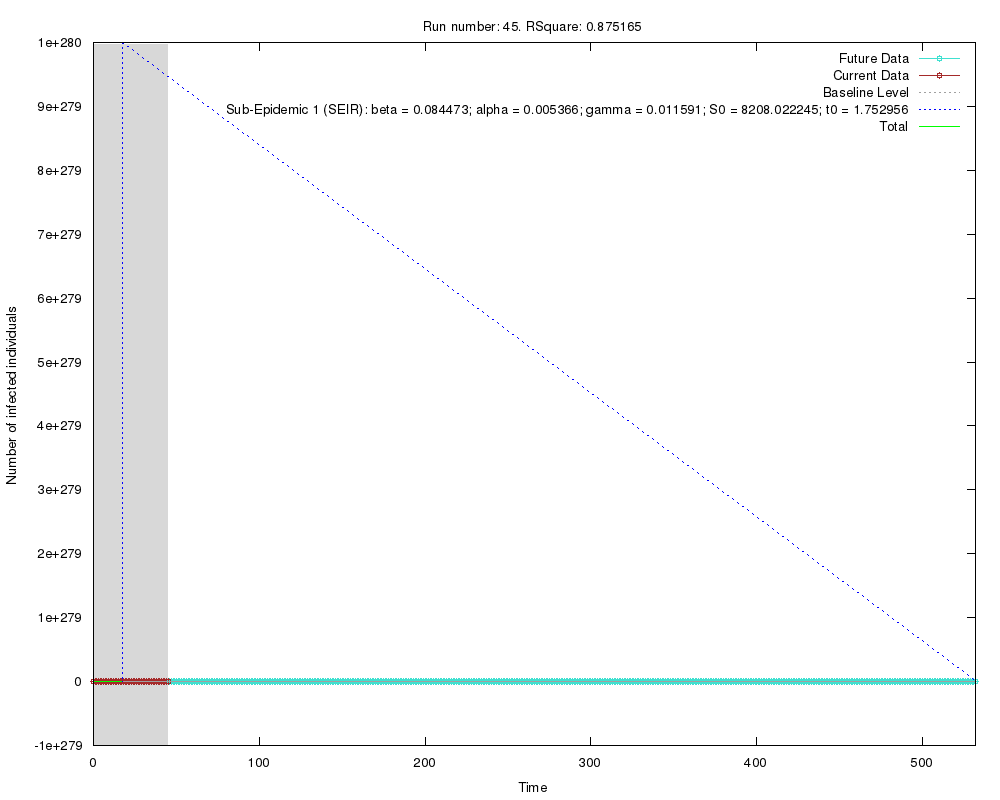 Run number: 45. RSquare: 0.875165
1e+280
9e+279
8e+279
7e+279
6e+279
5e+279
4e+279
3e+279
2e+279
1e+279
0
-1e+279
Number of infected individuals
Future Data
Current Data
Baseline Level
Sub-Epidemic 1 (SEIR): beta = 0.084473; alpha = 0.005366; gamma = 0.011591; S0 = 8208.022245; t0 = 1.752956
Total
0 100 200 300 400 500
Time